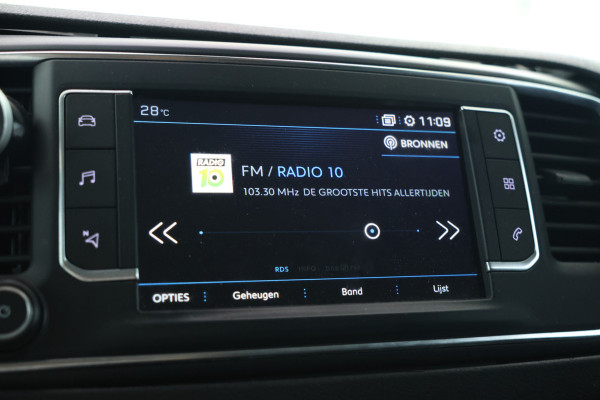 28°C 11:09
BRONNEN
RADIO
10
FM / RADIO 10
103.30 MHz DE GROOTSTE HITS ALLERTIJDEN
N
RDS
OPTIES Geheugen Band Lijst